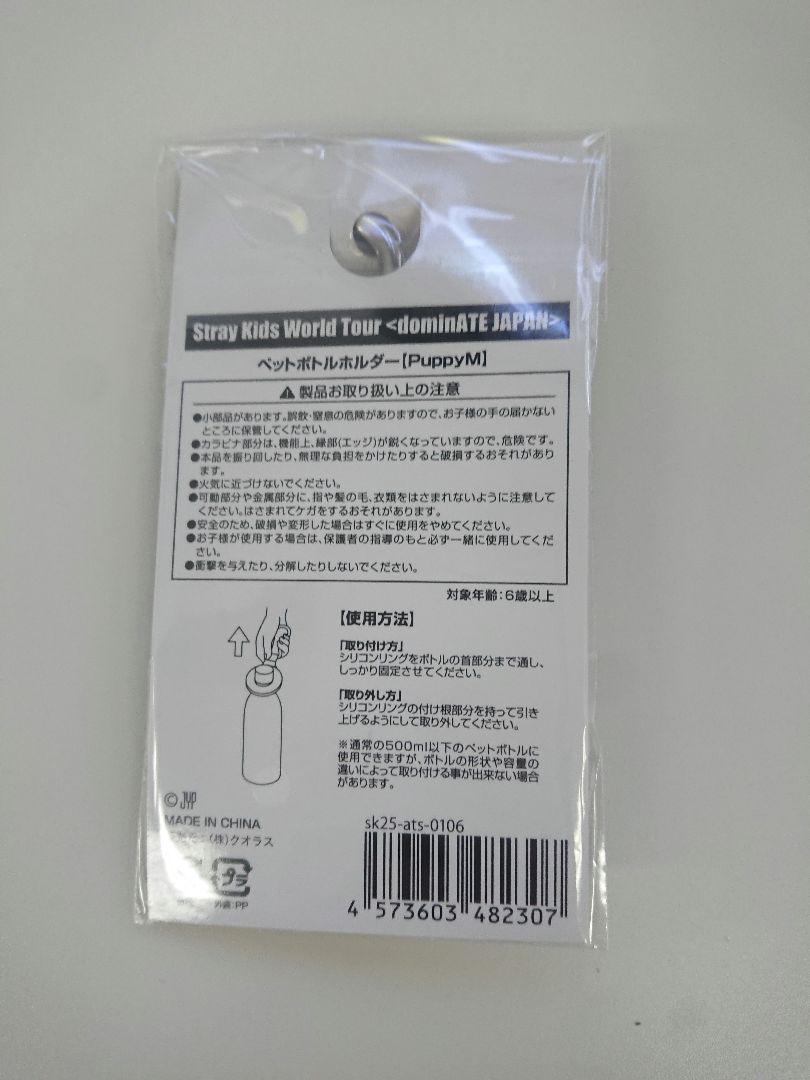 Stray Kids World Tour <dominATE JAPAN>
ペットボトルホルダー【PuppyM】
⚠製品お取り扱い上の注意
●小部品があります。誤飲・窒息の危険がありますので、お子様の手の届かない
ところに保管してください。
●カラビナ部分は、機能上、縁部(エッジ)が鋭くなっていますので、危険です。
●本品を振り回したり、無理な負担をかけたりすると破損するおそれがあり
ます。
●火気に近づけないでください。
●可動部分や金属部分に、指や髪の毛、衣類をはさまれないように注意して
ください。はさまれてケガをするおそれがあります。
●安全のため、破損や変形した場合はすぐに使用をやめてください。
●お子様が使用する場合は、保護者の指導のもと必ず一緒に使用してくだ
さい。
●衝撃を与えたり、分解したりしないでください。
対象年齢:6歳以上
【使用方法】
「取り付け方」
シリコンリングをボトルの首部分まで通し、
しっかり固定させてください。
「取り外し方」
シリコンリングの付け根部分を持って引き
上げるようにして取り外してください。
※通常の500ml以下のペットボトルに
使用できますが、ボトルの形状や容量の
違いによって取り付ける事が出来ない場合
があります。
©JYP
MADE IN CHINA
(株)クオラス
プラ
外袋:PP
sk25-ats-0106
4 573603 482307